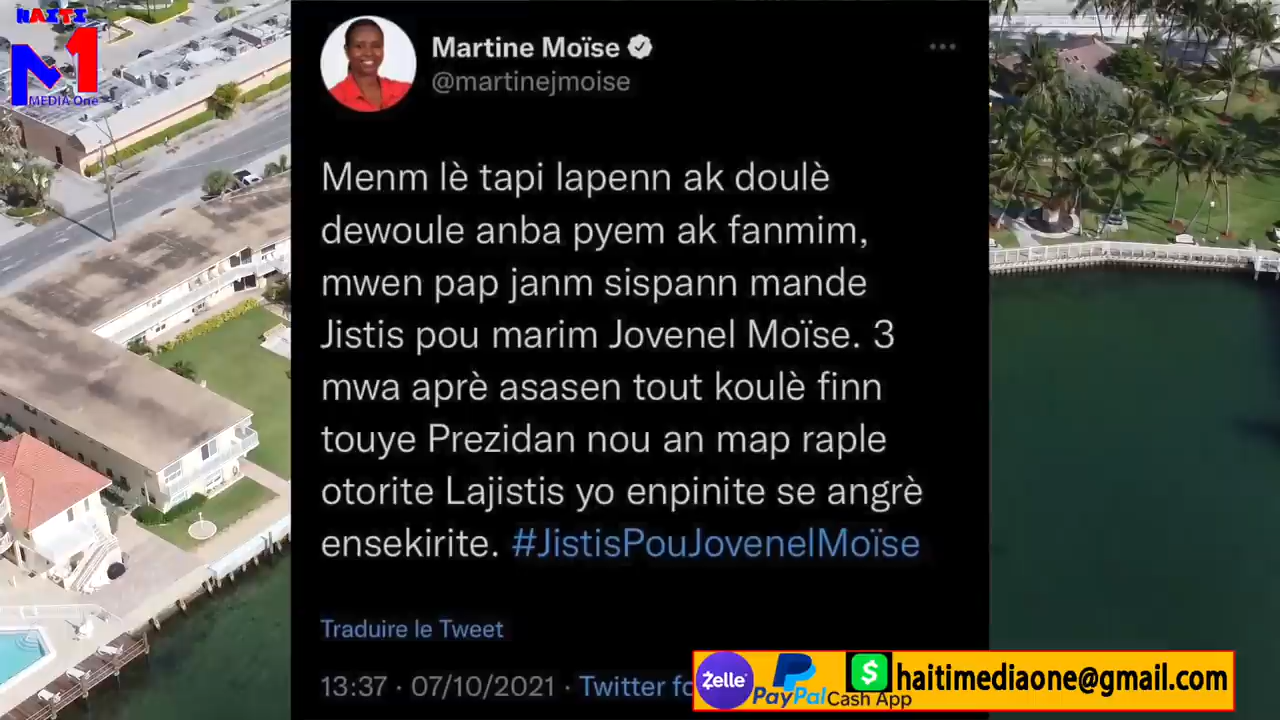 HAITI
M1
MEDIA One
Martine Moïse
@martinejmoise
Menm lè tapi lapenn ak doulè
dewoule anba pyem ak fanmim,
mwen pap janm sispann mande
Jistis pou marim Jovenel Moïse. 3
mwa aprè asasen tout koulè finn
touye Prezidan nou an map raple
otorite Lajistis yo enpinite se angrè
ensekirite. #JistisPouJovenelMoïse
Traduire le Tweet
13:37 · 07/10/2021 · Twitter fo
Zelle
PayPal
$
Cash App
haitimediaone@gmail.com